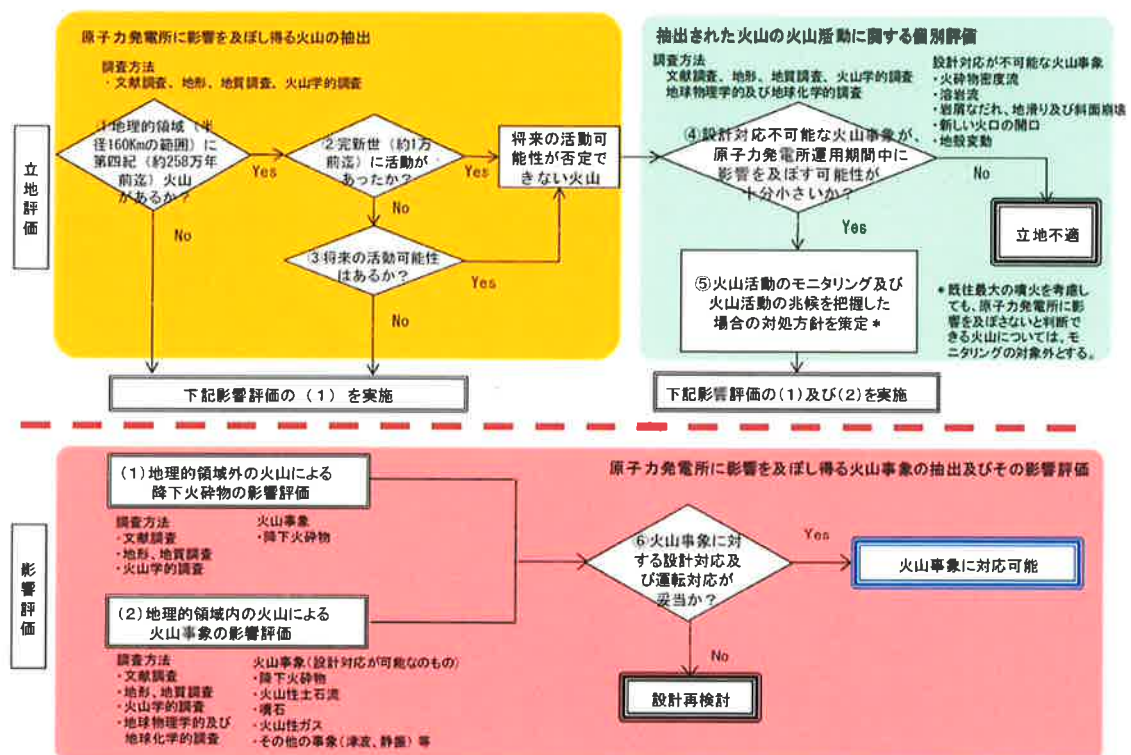 原子力発電所に影響を及ぼし得る火山の抽出
調査方法
・文献調査、地形、地質調査、火山学的調査
①地理的領域(半
径160Kmの範囲)に
第四紀(約258万年
前迄)火山
があるか?
Yes
No
②完新世(約1万
前迄)に活動が
あったか?
Yes
No
将来の活動可
能性が否定で
きない火山
③将来の活動可能性
はあるか?
Yes
No
立地評価
下記影響評価の(1)を実施
抽出された火山の火山活動に関する個別評価
調査方法
文献調査、地形、地質調査、火山学的調査
地球物理学的及び地球化学的調査
設計対応が不可能な火山事象
・火砕物密度流
・溶岩流
・岩屑なだれ、地滑り及び斜面崩壊
・新しい火口の開口
・地殻変動
④設計対応不可能な火山事象が、
原子力発電所運用期間中に
影響を及ぼす可能性が
十分小さいか?
No
Yes
立地不適
⑤火山活動のモニタリング及び
火山活動の兆候を把握した
場合の対処方針を策定*
*既往最大の噴火を考慮し
ても、原子力発電所に影
響を及ぼさないと判断で
きる火山については、モ
ニタリングの対象外とする。
下記影響評価の(1)及び(2)を実施
原子力発電所に影響を及ぼし得る火山事象の抽出及びその影響評価
影響評価
(1)地理的領域外の火山による
降下火砕物の影響評価
調査方法
・文献調査
・地形、地質調査
・火山学的調査
火山事象
・降下火砕物
(2)地理的領域内の火山による
火山事象の影響評価
調査方法
・文献調査
・地形、地質調査
・火山学的調査
・地球物理学的及び
地球化学的調査
火山事象(設計対応が可能なのもの)
・降下火砕物
・火山性土石流
・噴石
・火山性ガス
・その他の事象(津波、静振)等
⑥火山事象に対
する設計対応及
び運転対応が
妥当か?
Yes
No
火山事象に対応可能
設計再検討